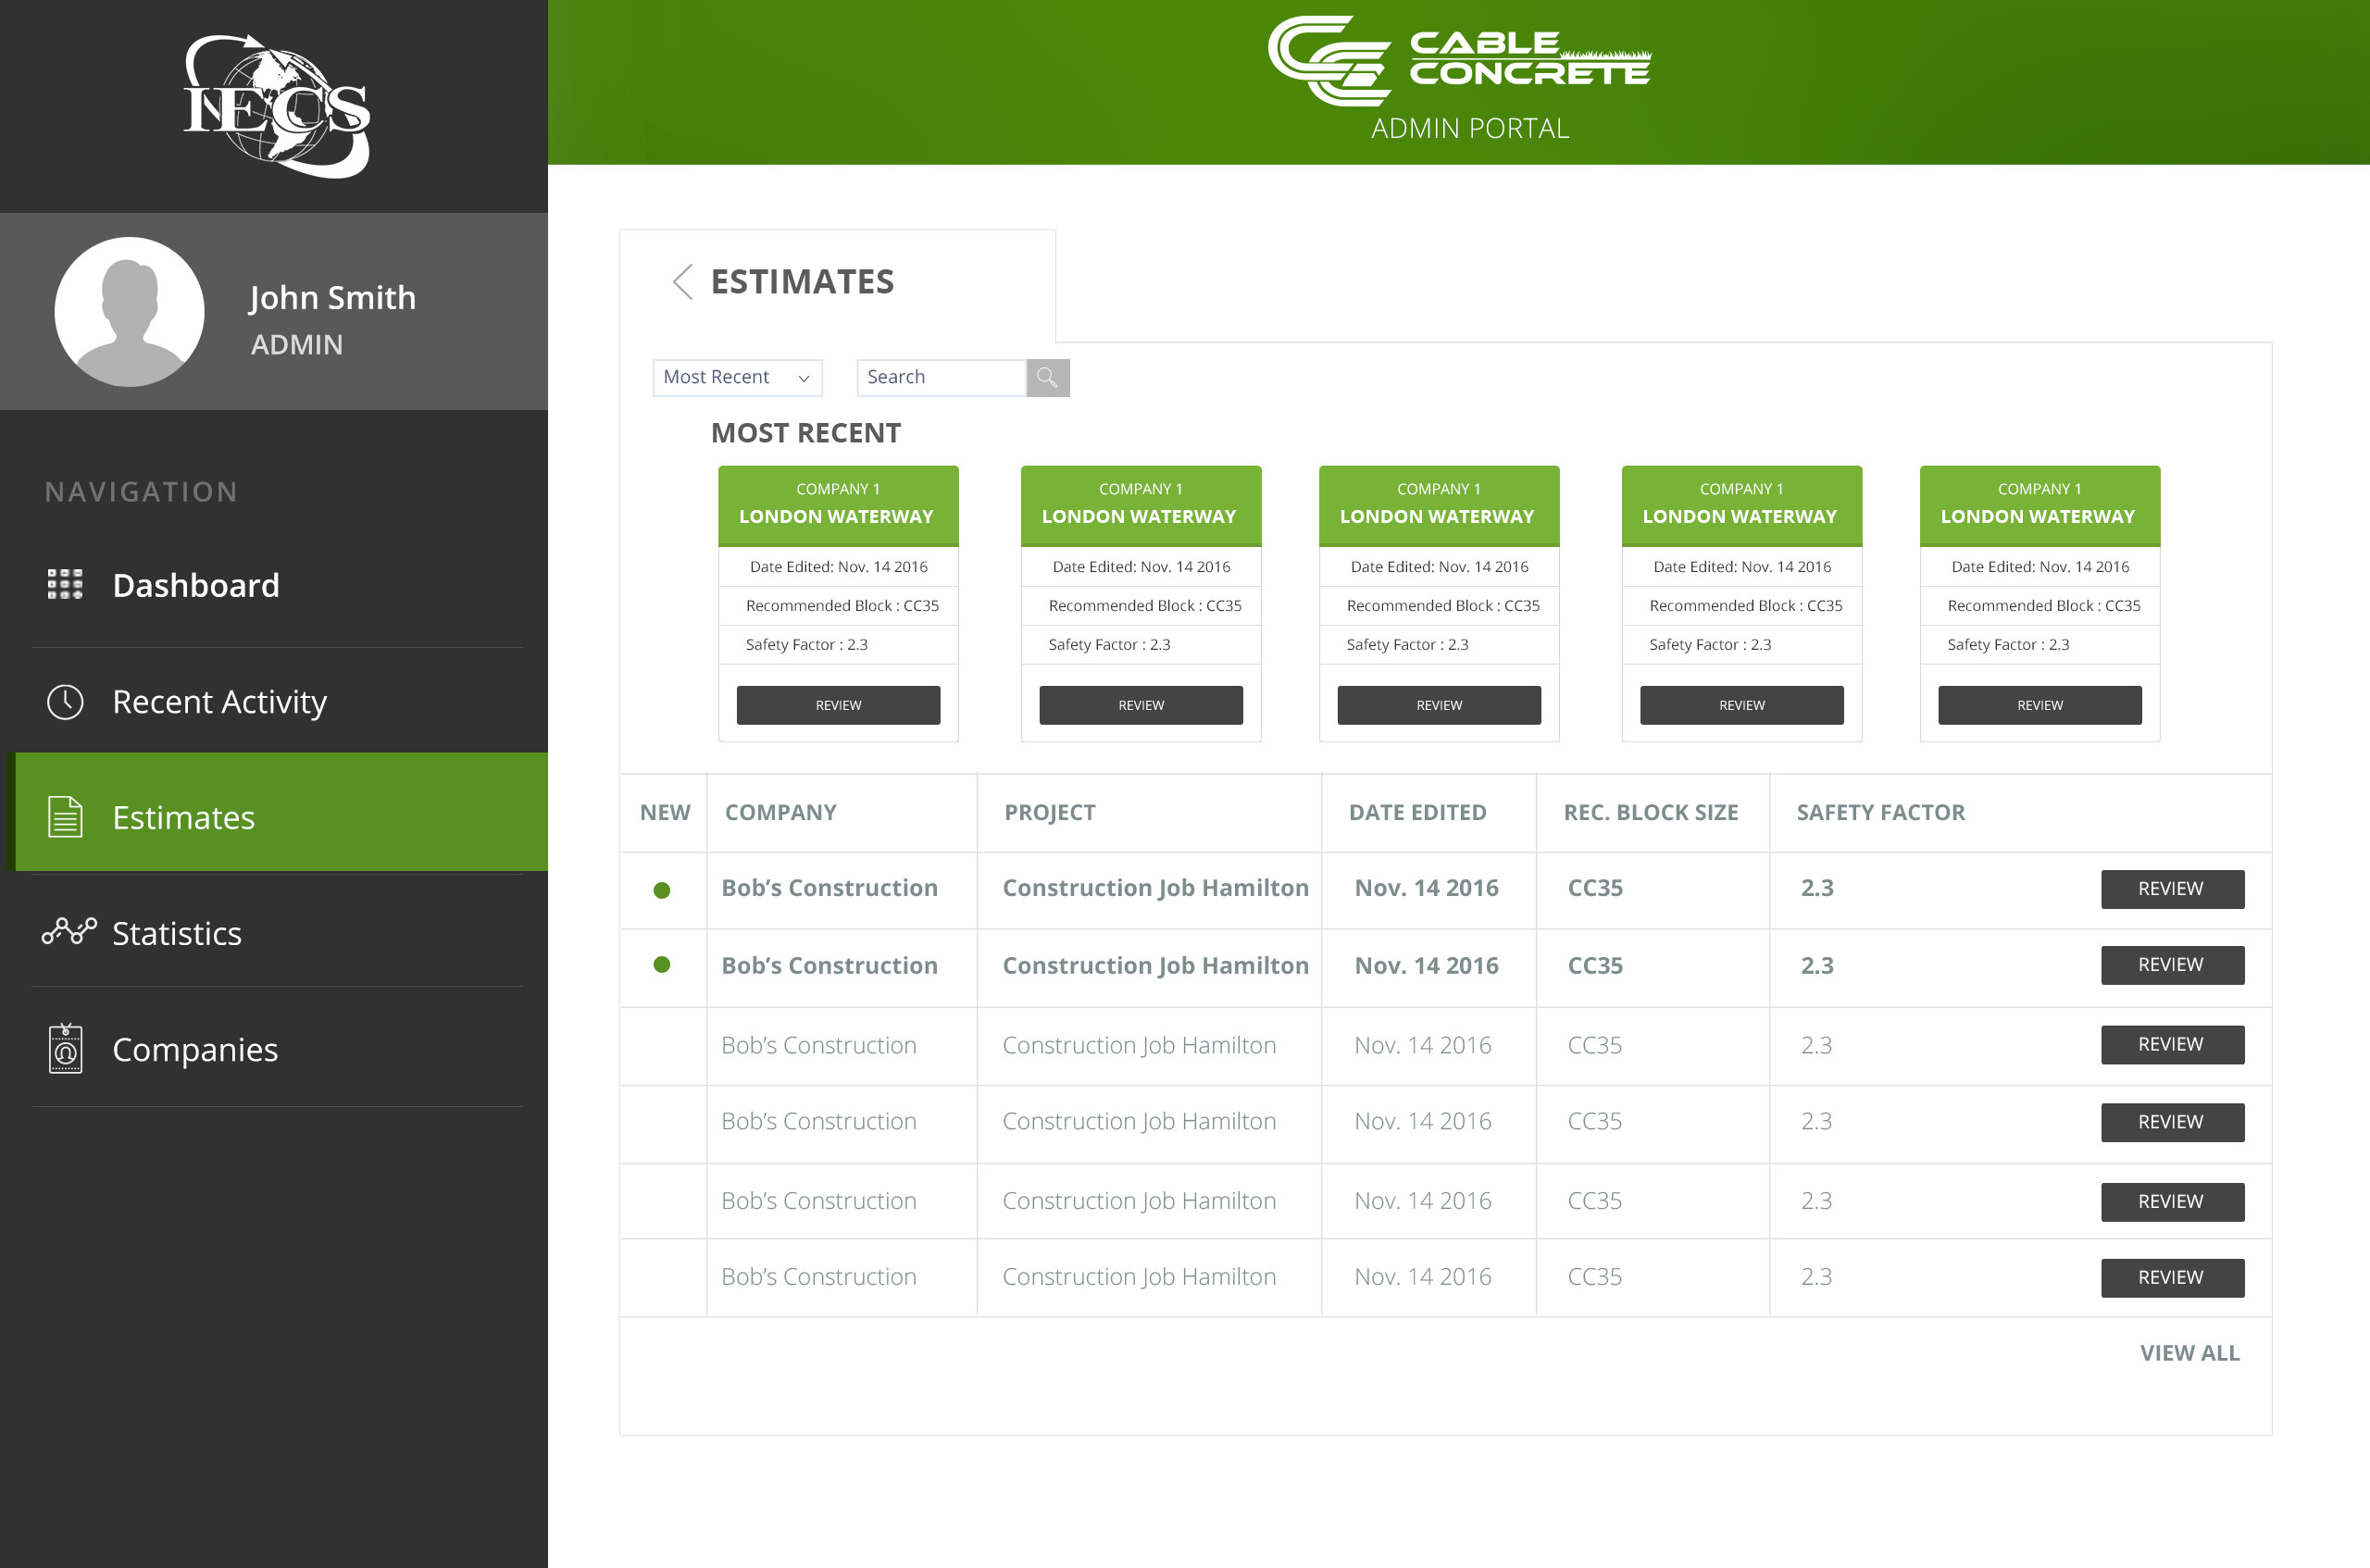 IECS
CABLE
CONCRETE
ADMIN PORTAL
John Smith
ADMIN
NAVIGATION
Dashboard
Recent Activity
Estimates
Statistics
Companies
ESTIMATES
Most Recent Search
MOST RECENT
COMPANY 1 COMPANY 1 COMPANY 1 COMPANY 1 COMPANY 1
LONDON WATERWAY LONDON WATERWAY LONDON WATERWAY LONDON WATERWAY LONDON WATERWAY
Date Edited: Nov. 14 2016 Date Edited: Nov. 14 2016 Date Edited: Nov. 14 2016 Date Edited: Nov. 14 2016 Date Edited: Nov. 14 2016
Recommended Block : CC35 Recommended Block : CC35 Recommended Block : CC35 Recommended Block : CC35 Recommended Block : CC35
Safety Factor : 2.3 Safety Factor : 2.3 Safety Factor : 2.3 Safety Factor : 2.3 Safety Factor : 2.3
REVIEW REVIEW REVIEW REVIEW REVIEW
NEW COMPANY PROJECT DATE EDITED REC. BLOCK SIZE SAFETY FACTOR
Bob’s Construction Construction Job Hamilton Nov. 14 2016 CC35 2.3 REVIEW
Bob’s Construction Construction Job Hamilton Nov. 14 2016 CC35 2.3 REVIEW
Bob’s Construction Construction Job Hamilton Nov. 14 2016 CC35 2.3 REVIEW
Bob’s Construction Construction Job Hamilton Nov. 14 2016 CC35 2.3 REVIEW
Bob’s Construction Construction Job Hamilton Nov. 14 2016 CC35 2.3 REVIEW
Bob’s Construction Construction Job Hamilton Nov. 14 2016 CC35 2.3 REVIEW
VIEW ALL